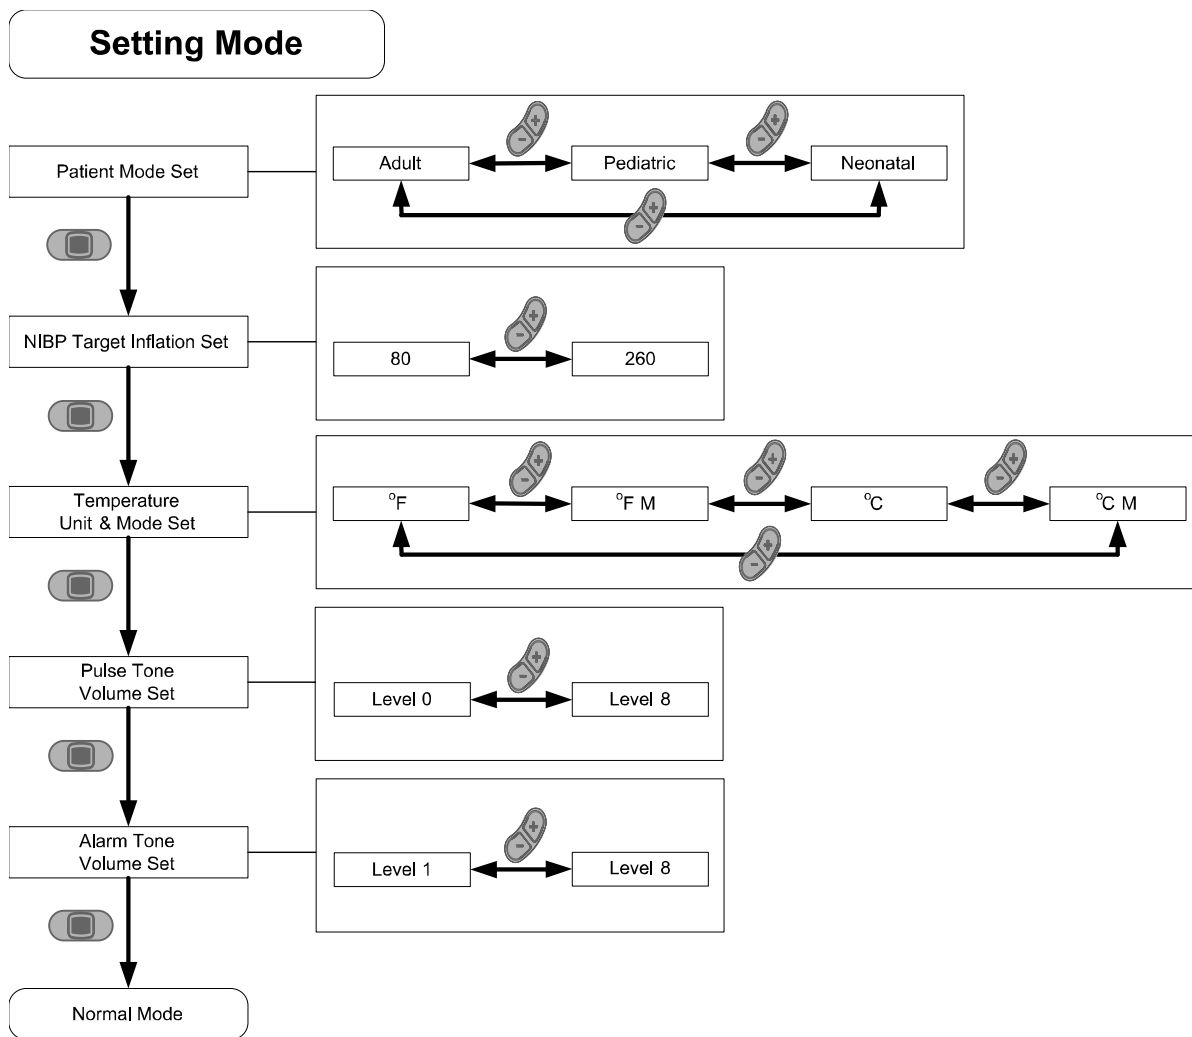 Setting Mode
Patient Mode Set
Adult
Pediatric
Neonatal
NIBP Target Inflation Set
80
260
Temperature
Unit & Mode Set
°F
°F M
°C
°C M
Pulse Tone
Volume Set
Level 0
Level 8
Alarm Tone
Volume Set
Level 1
Level 8
Normal Mode